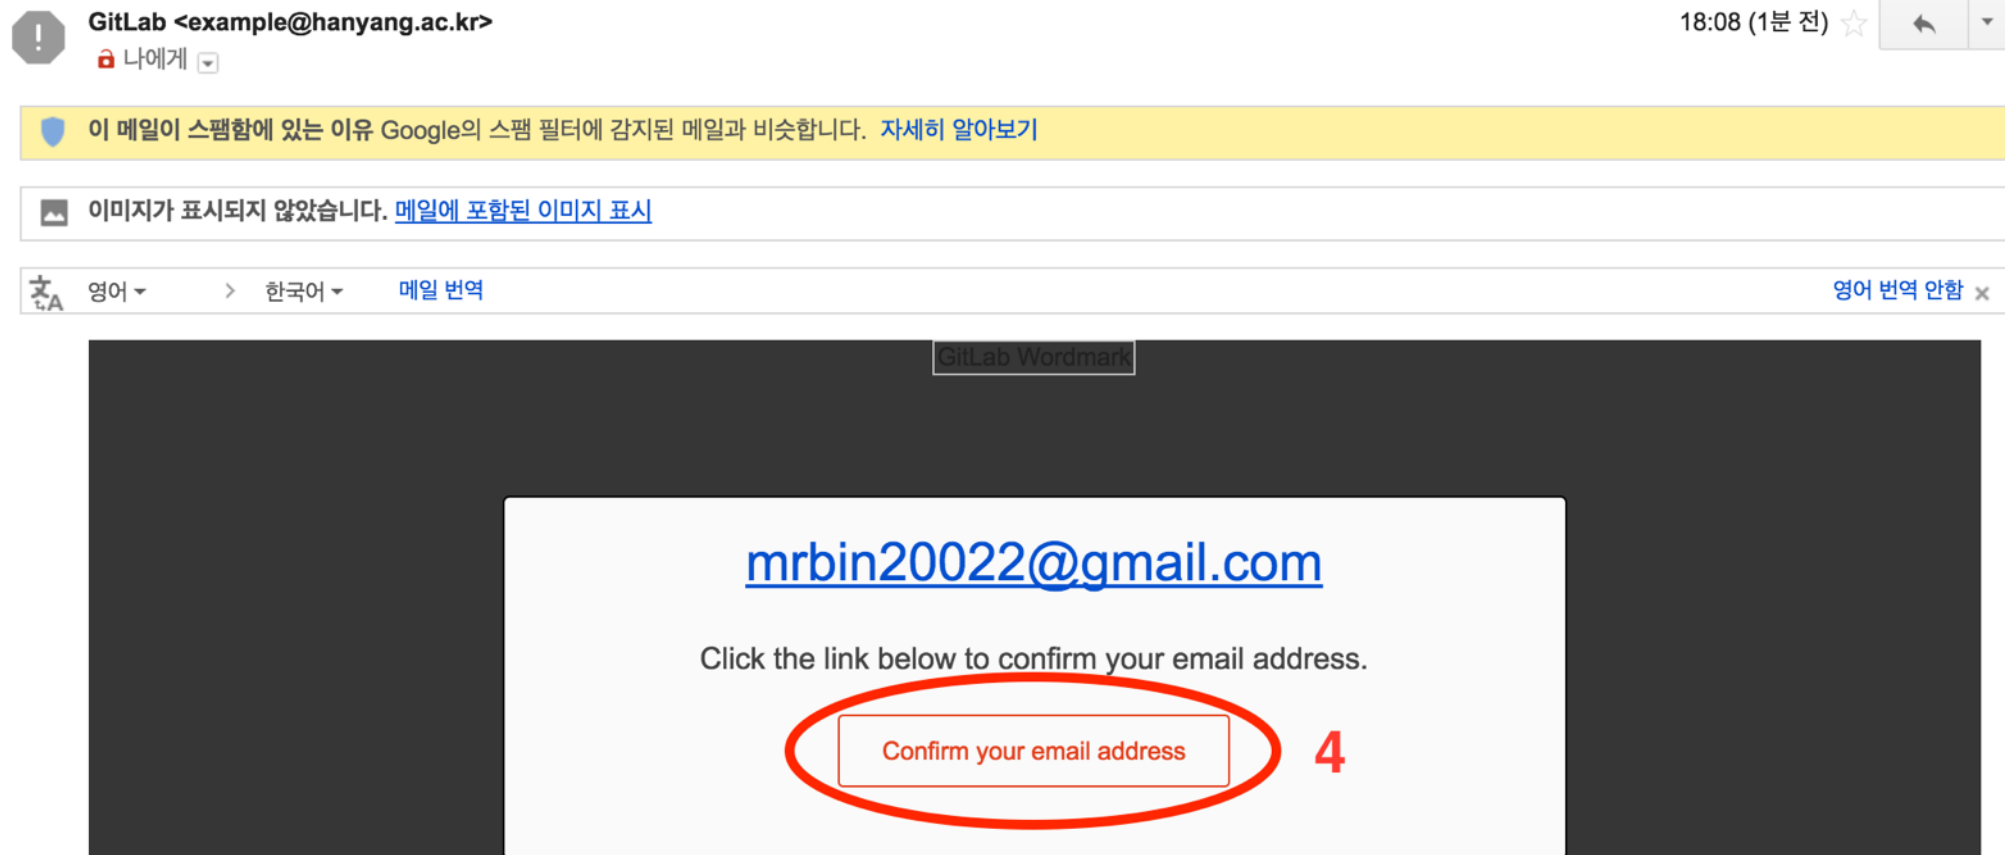 GitLab <example@hanyang.ac.kr>
18:08 (1분 전)
나에게
이 메일이 스팸함에 있는 이유 Google의 스팸 필터에 감지된 메일과 비슷합니다. 자세히 알아보기
이미지가 표시되지 않았습니다. 메일에 포함된 이미지 표시
영어 > 한국어 메일 번역 영어 번역 안함 ×
GitLab Wordmark
mrbin20022@gmail.com
Click the link below to confirm your email address.
Confirm your email address
4